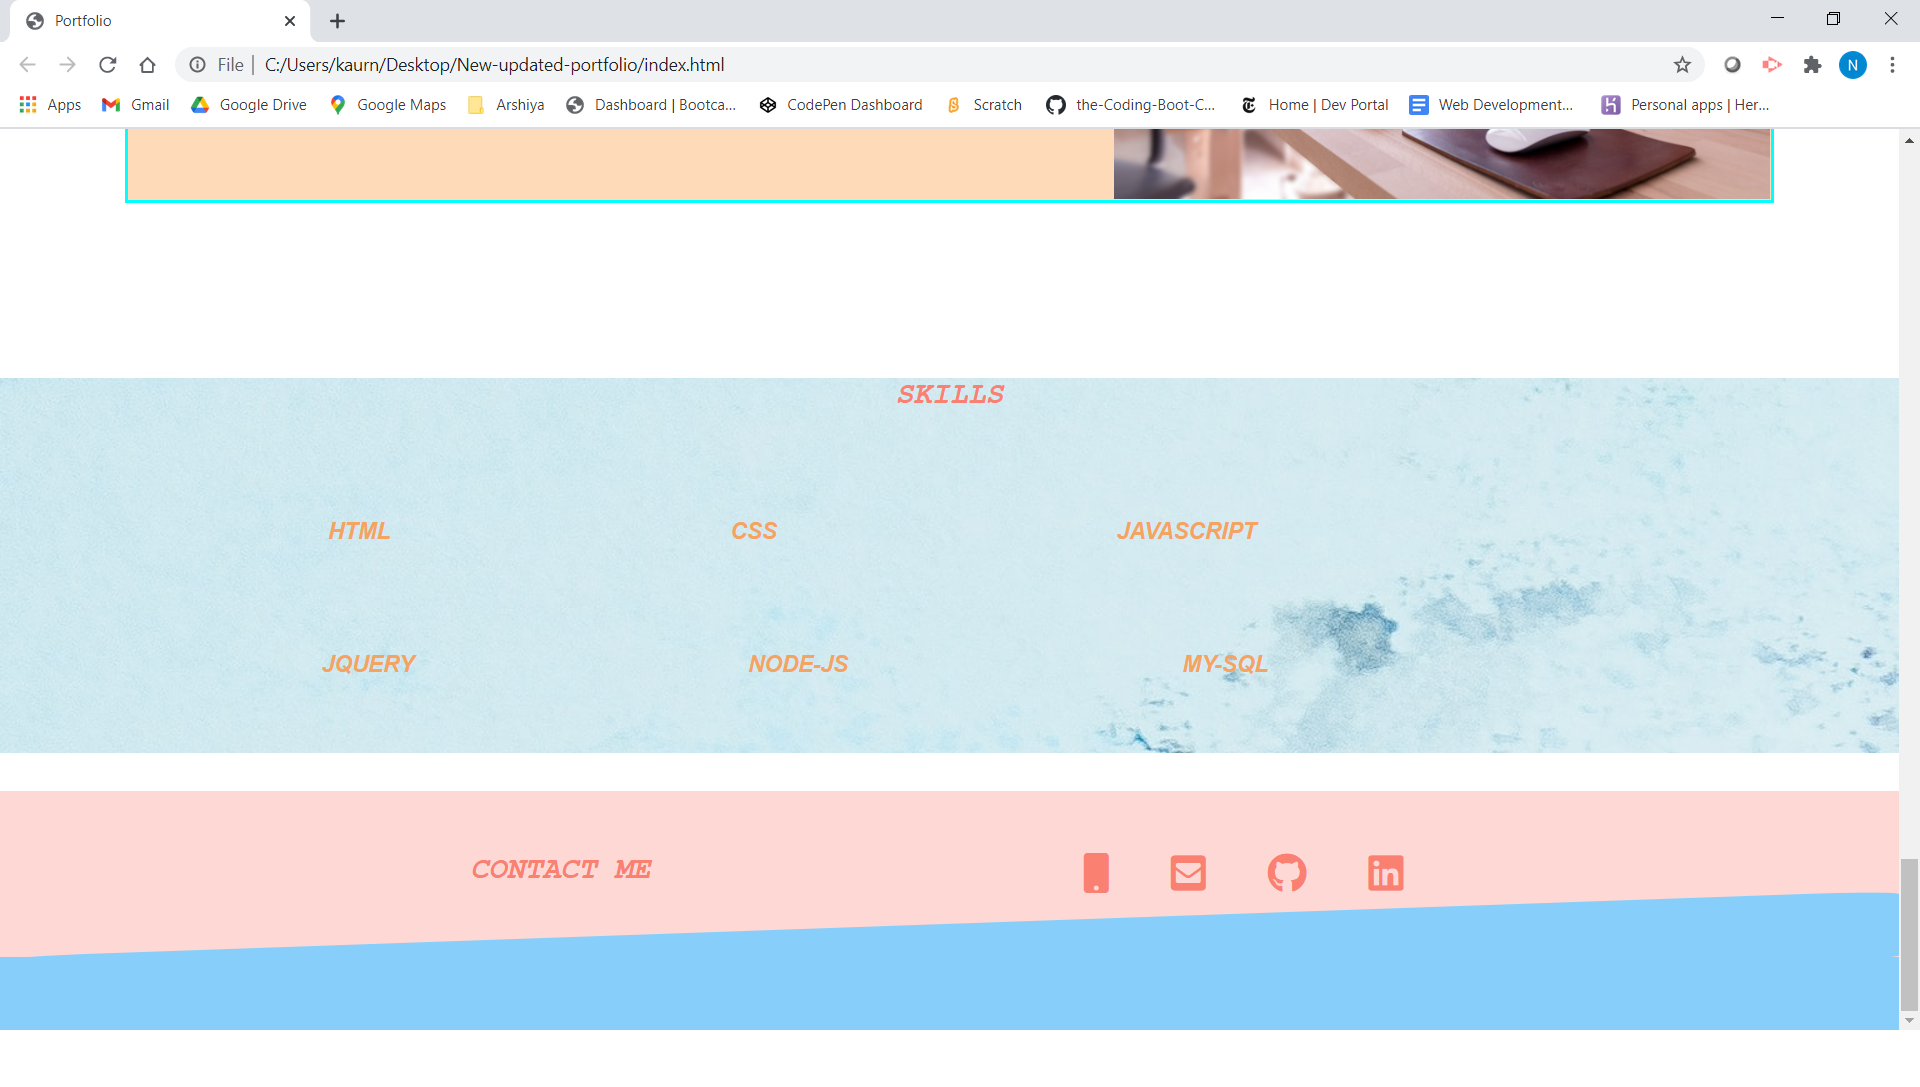 Portfolio
File | C:/Users/kaurn/Desktop/New-updated-portfolio/index.html
N
Apps Gmail Google Drive Google Maps Arshiya Dashboard | Bootca... CodePen Dashboard Scratch the-Coding-Boot-C... Home | Dev Portal Web Development... Personal apps | Her...
SKILLS
HTML CSS JAVASCRIPT
JQUERY NODE-JS MY-SQL
CONTACT ME
in